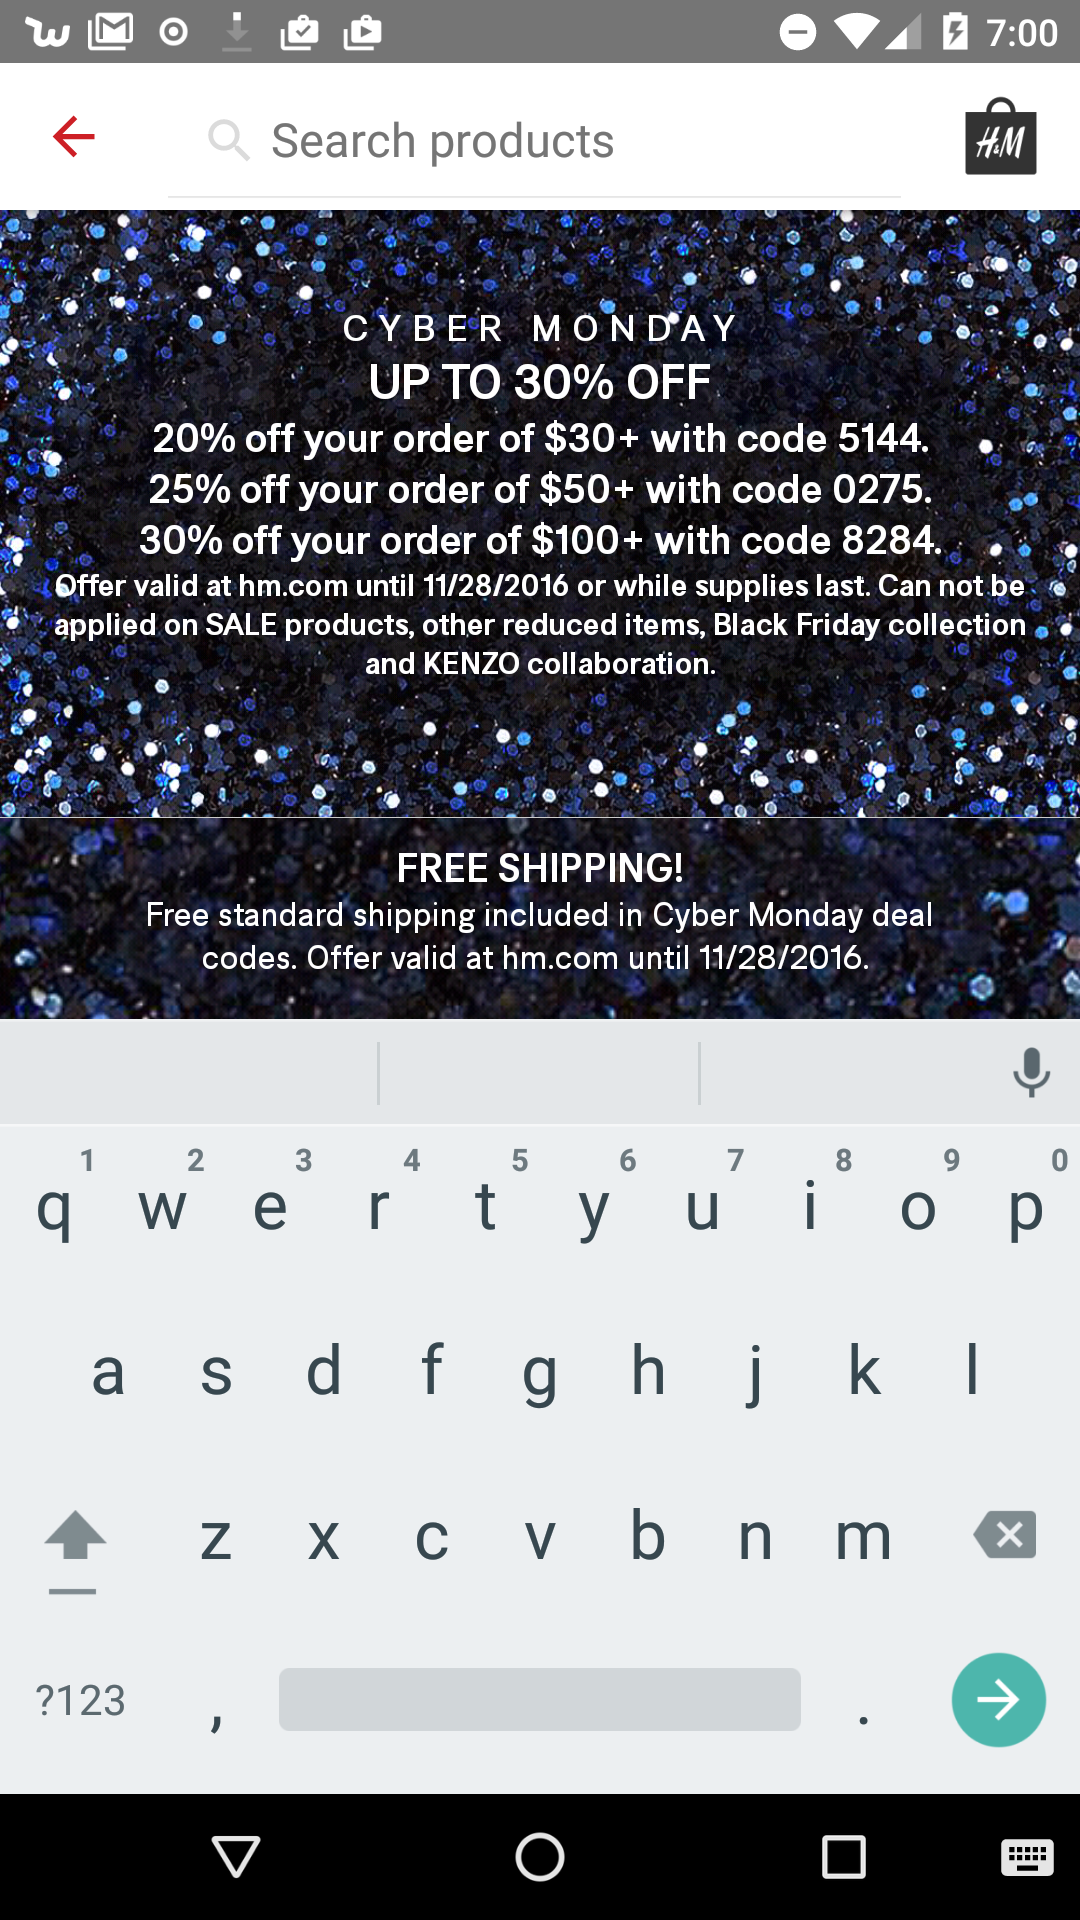 7:00
Search products
H&M
CYBER MONDAY
UP TO 30% OFF
20% off your order of $30+ with code 5144.
25% off your order of $50+ with code 0275.
30% off your order of $100+ with code 8284.
Offer valid at hm.com until 11/28/2016 or while supplies last. Can not be
applied on SALE products, other reduced items, Black Friday collection
and KENZO collaboration.
FREE SHIPPING!
Free standard shipping included in Cyber Monday deal
codes. Offer valid at hm.com until 11/28/2016.
1 2 3 4 5 6 7 8 9 0
q w e r t y u i o p
a s d f g h j k l
z x c v b n m
?123 , .